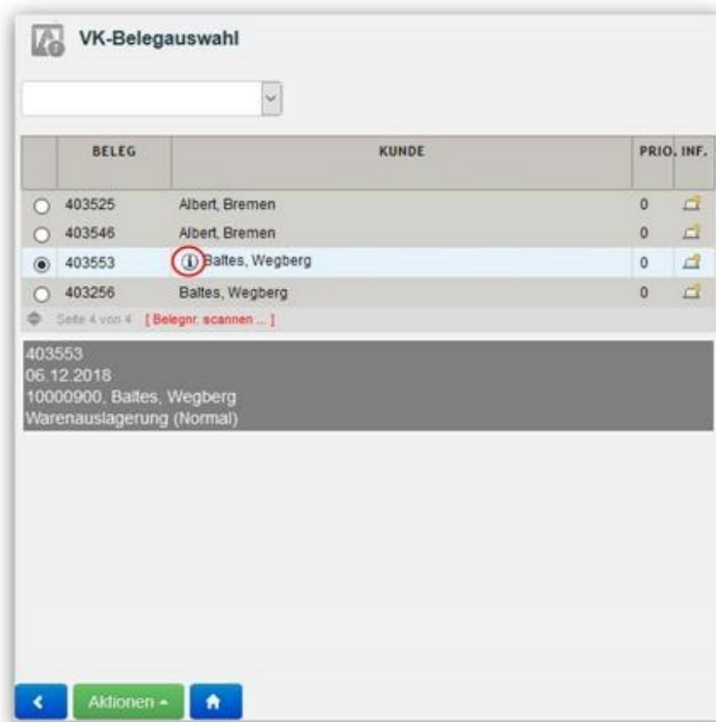 VK-Belegauswahl
BELEG KUNDE PRIO. INF.
403525 Albert, Bremen 0
403546 Albert, Bremen 0
403553 Baltes, Wegberg 0
403256 Baltes, Wegberg 0
Seite 4 von 4 [ Belegnr. scannen ... ]
403553
06.12.2018
10000900, Baltes, Wegberg
Warenauslagerung (Normal)
Aktionen